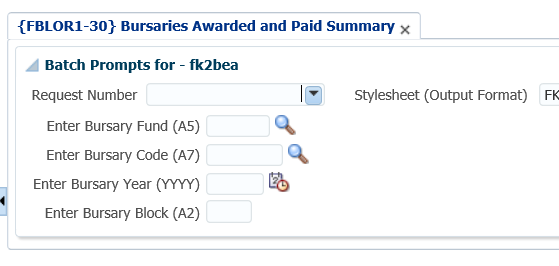 {FBLOR1-30} Bursaries Awarded and Paid Summary
Batch Prompts for - fk2bea
Request Number Stylesheet (Output Format) FK
Enter Bursary Fund (A5)
Enter Bursary Code (A7)
Enter Bursary Year (YYYY)
Enter Bursary Block (A2)